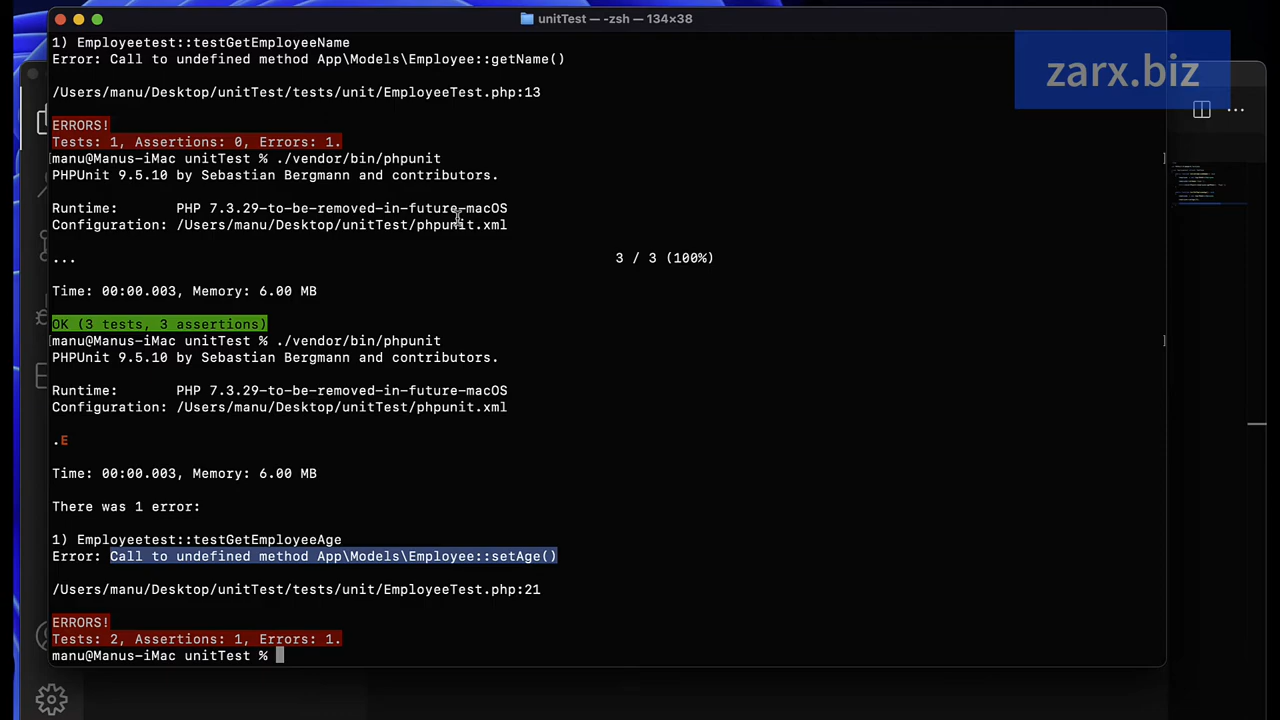 unitTest — -zsh — 134×38
zarx.biz
1) Employeetest::testGetEmployeeName
Error: Call to undefined method App\Models\Employee::getName()
/Users/manu/Desktop/unitTest/tests/unit/EmployeeTest.php:13
ERRORS!
Tests: 1, Assertions: 0, Errors: 1.
[manu@Manus-iMac unitTest % ./vendor/bin/phpunit ]
PHPUnit 9.5.10 by Sebastian Bergmann and contributors.
Runtime:       PHP 7.3.29-to-be-removed-in-future-macOS
Configuration: /Users/manu/Desktop/unitTest/phpunit.xml
... 3 / 3 (100%)
Time: 00:00.003, Memory: 6.00 MB
OK (3 tests, 3 assertions)
[manu@Manus-iMac unitTest % ./vendor/bin/phpunit ]
PHPUnit 9.5.10 by Sebastian Bergmann and contributors.
Runtime:       PHP 7.3.29-to-be-removed-in-future-macOS
Configuration: /Users/manu/Desktop/unitTest/phpunit.xml
.E
Time: 00:00.003, Memory: 6.00 MB
There was 1 error:
1) Employeetest::testGetEmployeeAge
Error: Call to undefined method App\Models\Employee::setAge()
/Users/manu/Desktop/unitTest/tests/unit/EmployeeTest.php:21
ERRORS!
Tests: 2, Assertions: 1, Errors: 1.
manu@Manus-iMac unitTest %